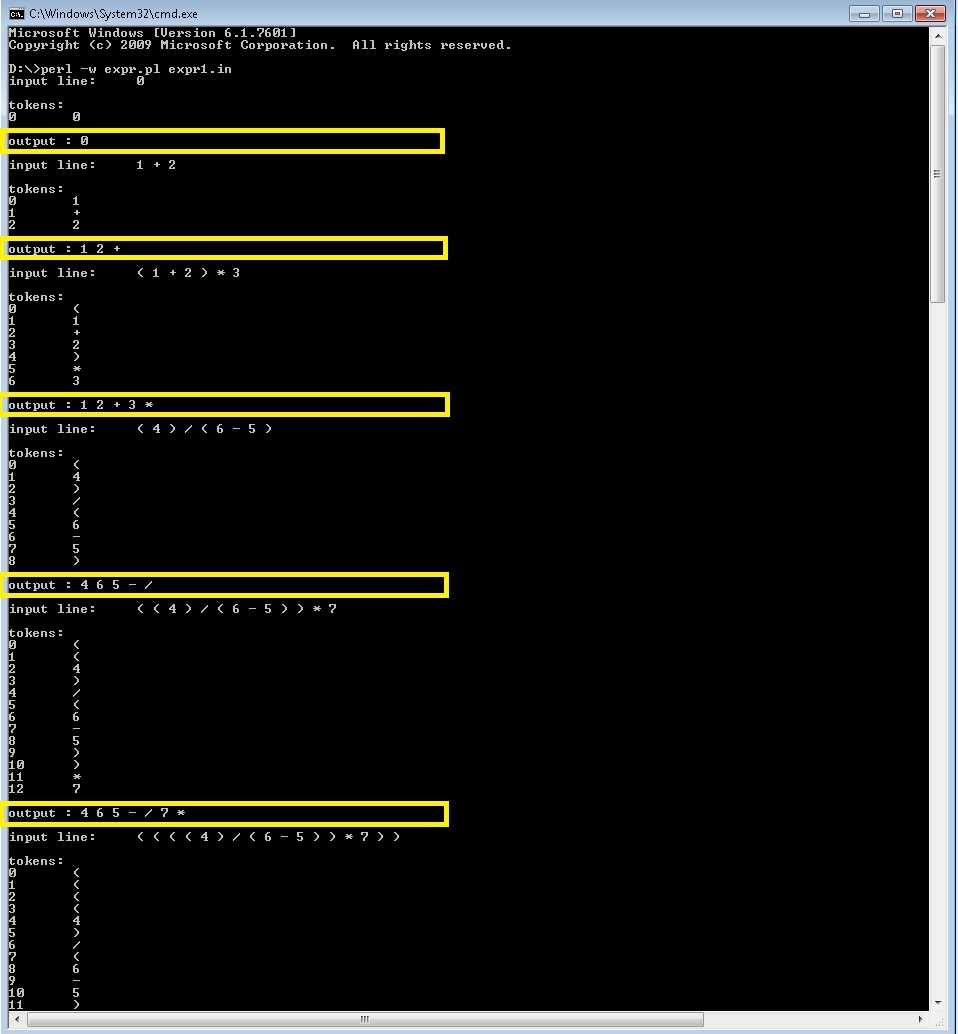 C:\Windows\System32\cmd.exe
Microsoft Windows [Version 6.1.7601]
Copyright (c) 2009 Microsoft Corporation.  All rights reserved.
D:\>perl -w expr.pl expr1.in
input line:     0
tokens:
0       0
output : 0
input line:     1 + 2
tokens:
0       1
1       +
2       2
output : 1 2 +
input line:     ( 1 + 2 ) * 3
tokens:
0       (
1       1
2       +
3       2
4       )
5       *
6       3
output : 1 2 + 3 *
input line:     ( 4 ) / ( 6 - 5 )
tokens:
0       (
1       4
2       )
3       /
4       (
5       6
6       -
7       5
8       )
output : 4 6 5 - /
input line:     ( ( 4 ) / ( 6 - 5 ) ) * 7
tokens:
0       (
1       (
2       4
3       )
4       /
5       (
6       6
7       -
8       5
9       )
10      )
11      *
12      7
output : 4 6 5 - / 7 *
input line:     ( ( ( ( 4 ) / ( 6 - 5 ) ) * 7 ) )
tokens:
0       (
1       (
2       (
3       (
4       4
5       )
6       /
7       (
8       6
9       -
10      5
11      )